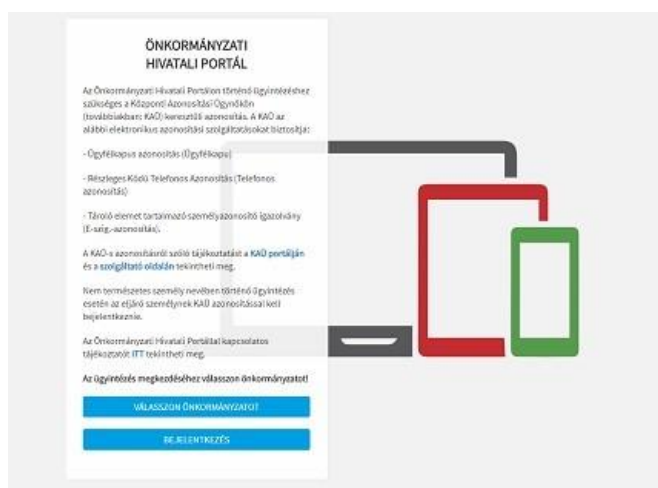 ÖNKORMÁNYZATI
HIVATALI PORTÁL
Az Önkormányzati Hivatali Portálon történő ügyintézéshez
szükséges a Központi Azonosítási Ügynökön
(továbbiakban: KAÜ) keresztüli azonosítás. A KAÜ az
alábbi elektronikus azonosítási szolgáltatásokat biztosítja:
- Ügyfélkapus azonosítás (Ügyfélkapu)
- Részleges Kódú Telefonos Azonosítás (Telefonos
azonosítás)
- Tároló elemet tartalmazó személyazonosító igazolvány
(E-szig.-azonosítás).
A KAÜ-s azonosításról szóló tájékoztatást a KAÜ portálján
és a szolgáltató oldalán tekintheti meg.
Nem természetes személy nevében történő ügyintézés
esetén az eljáró személynek KAÜ azonosítással kell
bejelentkeznie.
Az Önkormányzati Hivatali Portállal kapcsolatos
tájékoztatót ITT tekintheti meg.
Az ügyintézés megkezdéséhez válasszon önkormányzatot!
VÁLASSZON ÖNKORMÁNYZATOT
BEJELENTKEZÉS